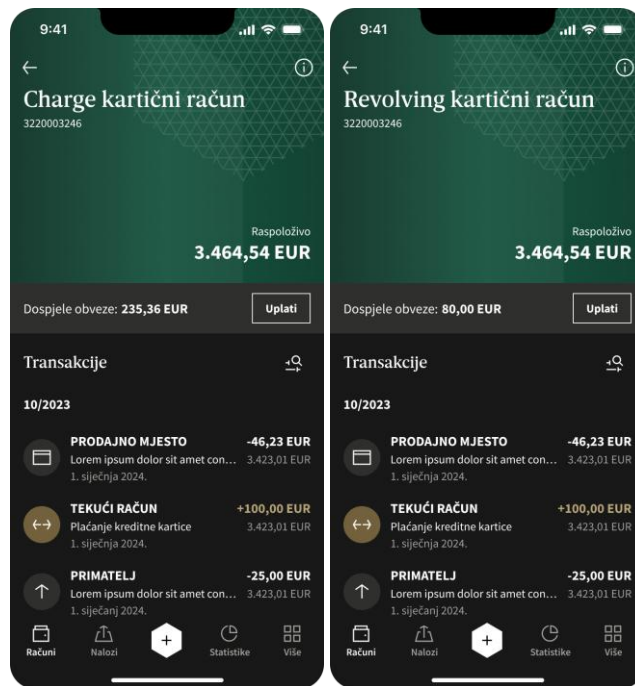 9:41
Charge kartični račun
3220003246
Raspoloživo
3.464,54 EUR
Dospjele obveze: 235,36 EUR
Uplati
Transakcije
10/2023
PRODAJNO MJESTO -46,23 EUR
Lorem ipsum dolor sit amet con... 3.423,01 EUR
1. siječnja 2024.
TEKUĆI RAČUN +100,00 EUR
Plaćanje kreditne kartice 3.423,01 EUR
1. siječnja 2024.
PRIMATELJ -25,00 EUR
Lorem ipsum dolor sit amet con... 3.423,01 EUR
1. siječanj 2024.
Računi Nalozi Statistike Više
9:41
Revolving kartični račun
3220003246
Raspoloživo
3.464,54 EUR
Dospjele obveze: 80,00 EUR
Uplati
Transakcije
10/2023
PRODAJNO MJESTO -46,23 EUR
Lorem ipsum dolor sit amet con... 3.423,01 EUR
1. siječnja 2024.
TEKUĆI RAČUN +100,00 EUR
Plaćanje kreditne kartice 3.423,01 EUR
1. siječnja 2024.
PRIMATELJ -25,00 EUR
Lorem ipsum dolor sit amet con... 3.423,01 EUR
1. siječanj 2024.
Računi Nalozi Statistike Više